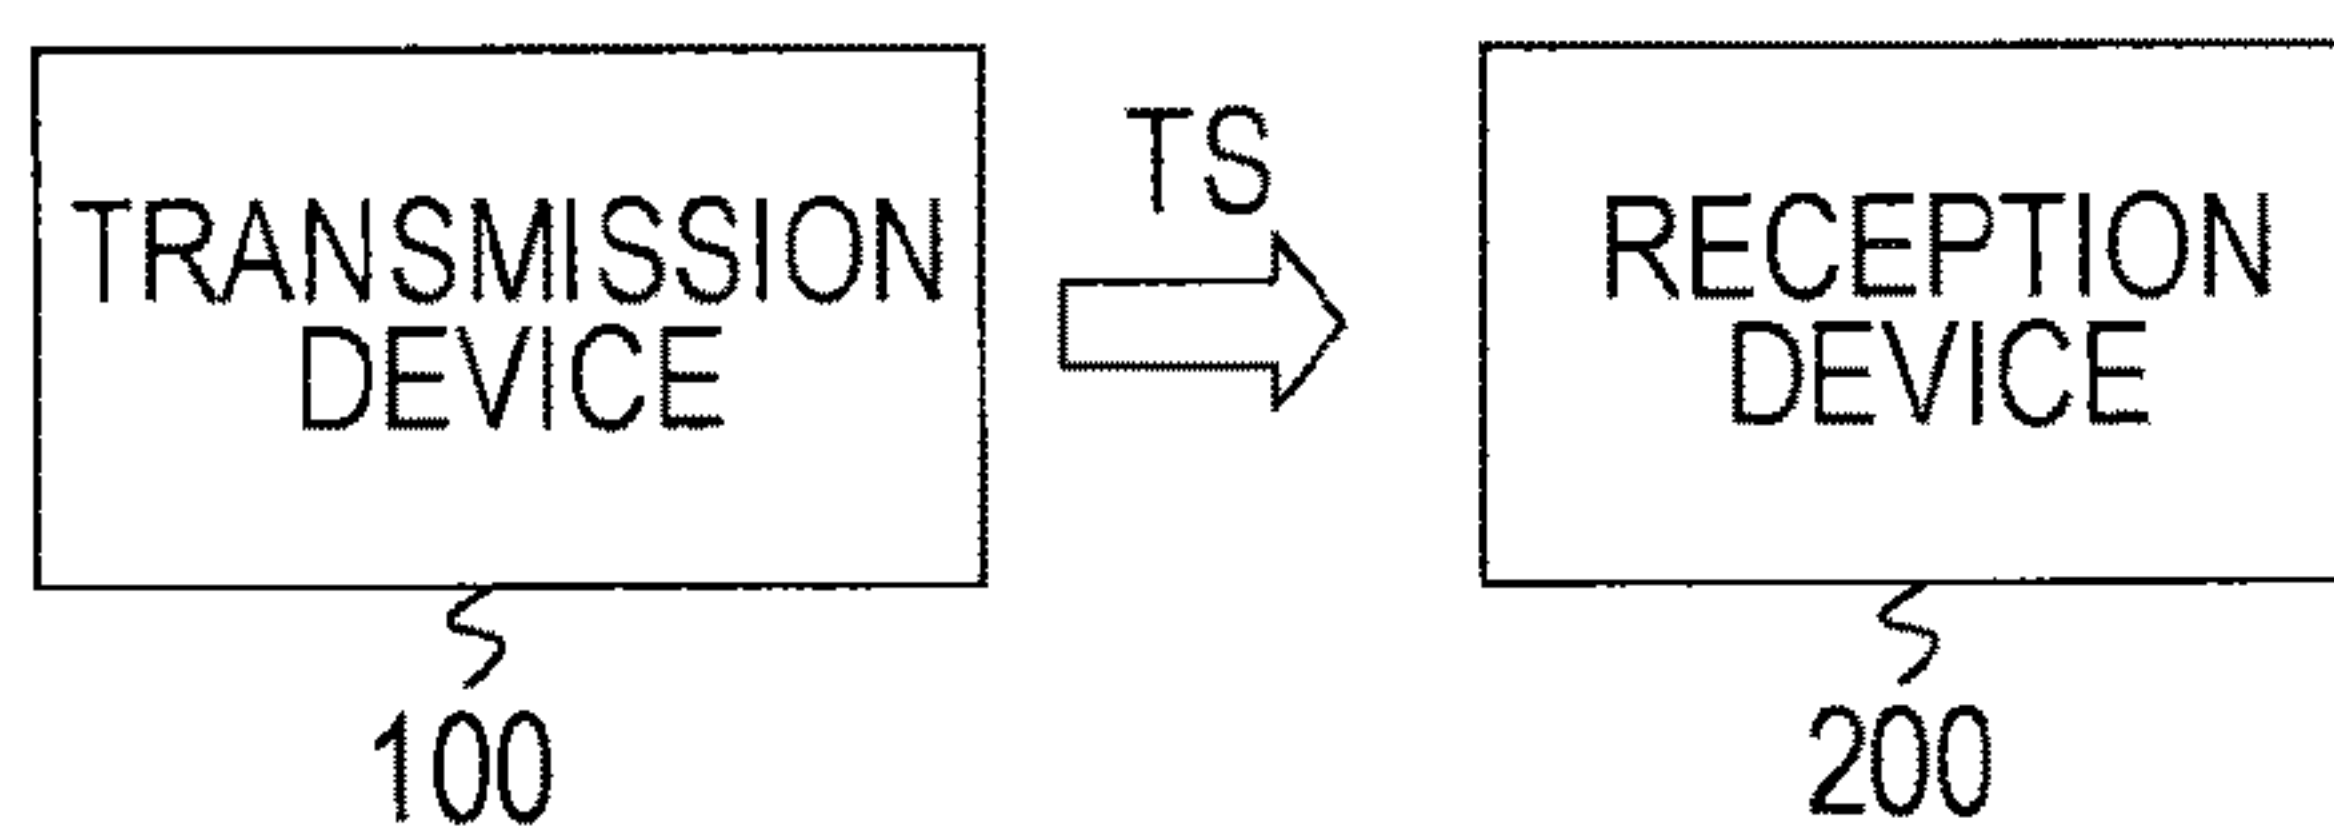 TRANSMISSION
DEVICE
TS
RECEPTION
DEVICE
100
200